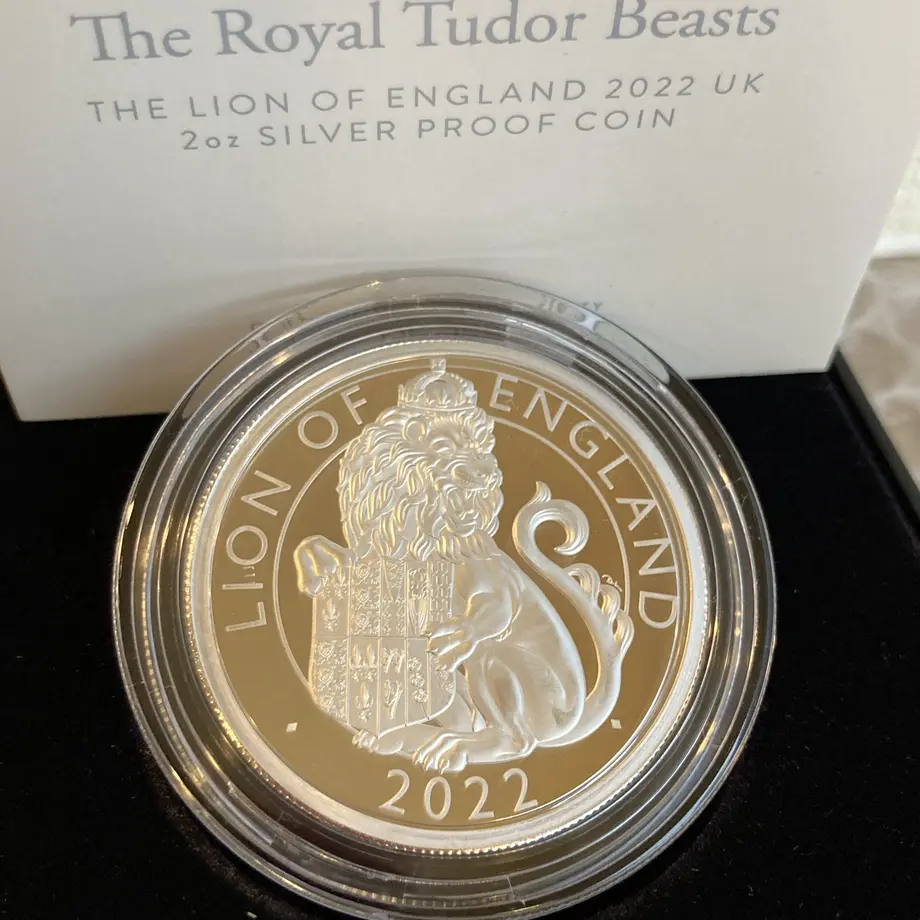 The Royal Tudor Beasts
THE LION OF ENGLAND 2022 UK
2oz SILVER PROOF COIN
LION OF ENGLAND
2022